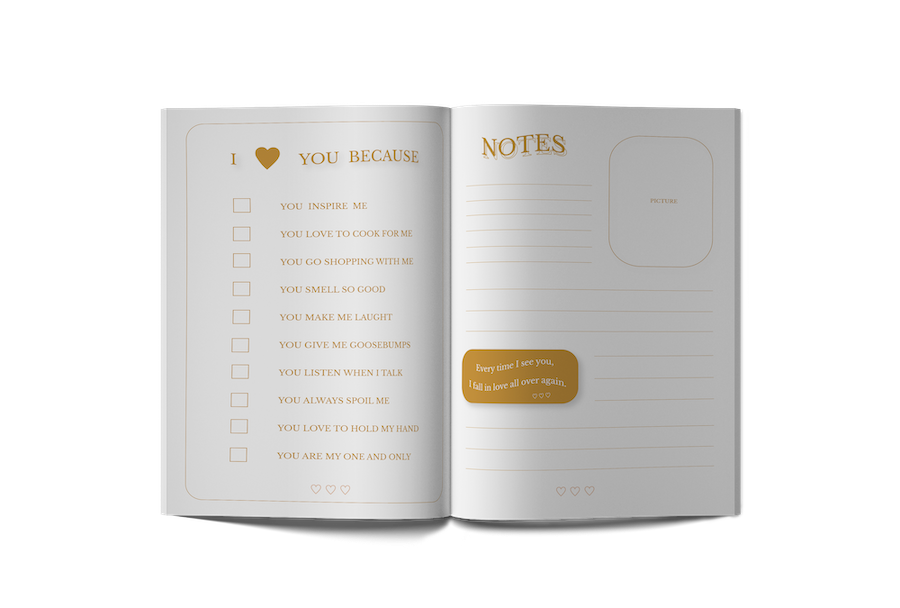 I YOU BECAUSE
YOU INSPIRE ME
YOU LOVE TO COOK FOR ME
YOU GO SHOPPING WITH ME
YOU SMELL SO GOOD
YOU MAKE ME LAUGHT
YOU GIVE ME GOOSEBUMPS
YOU LISTEN WHEN I TALK
YOU ALWAYS SPOIL ME
YOU LOVE TO HOLD MY HAND
YOU ARE MY ONE AND ONLY
NOTES
PICTURE
Every time I see you,
I fall in love all over again.